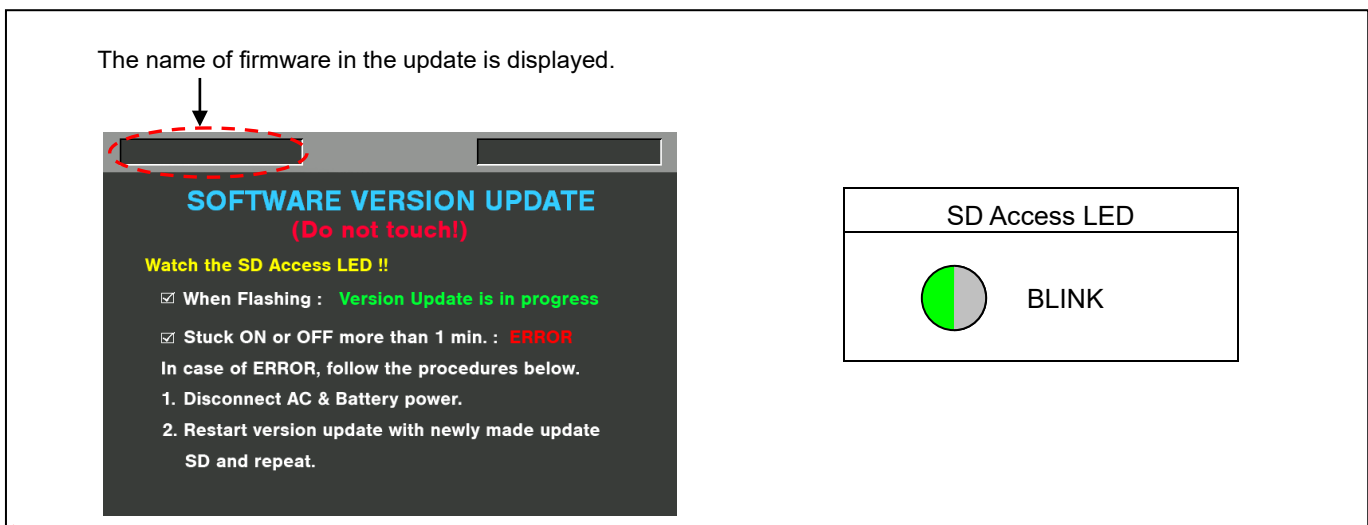 The name of firmware in the update is displayed.
SOFTWARE VERSION UPDATE
(Do not touch!)
Watch the SD Access LED !!
☑ When Flashing : Version Update is in progress
☑ Stuck ON or OFF more than 1 min. : ERROR
In case of ERROR, follow the procedures below.
1. Disconnect AC & Battery power.
2. Restart version update with newly made update
SD and repeat.
SD Access LED
BLINK